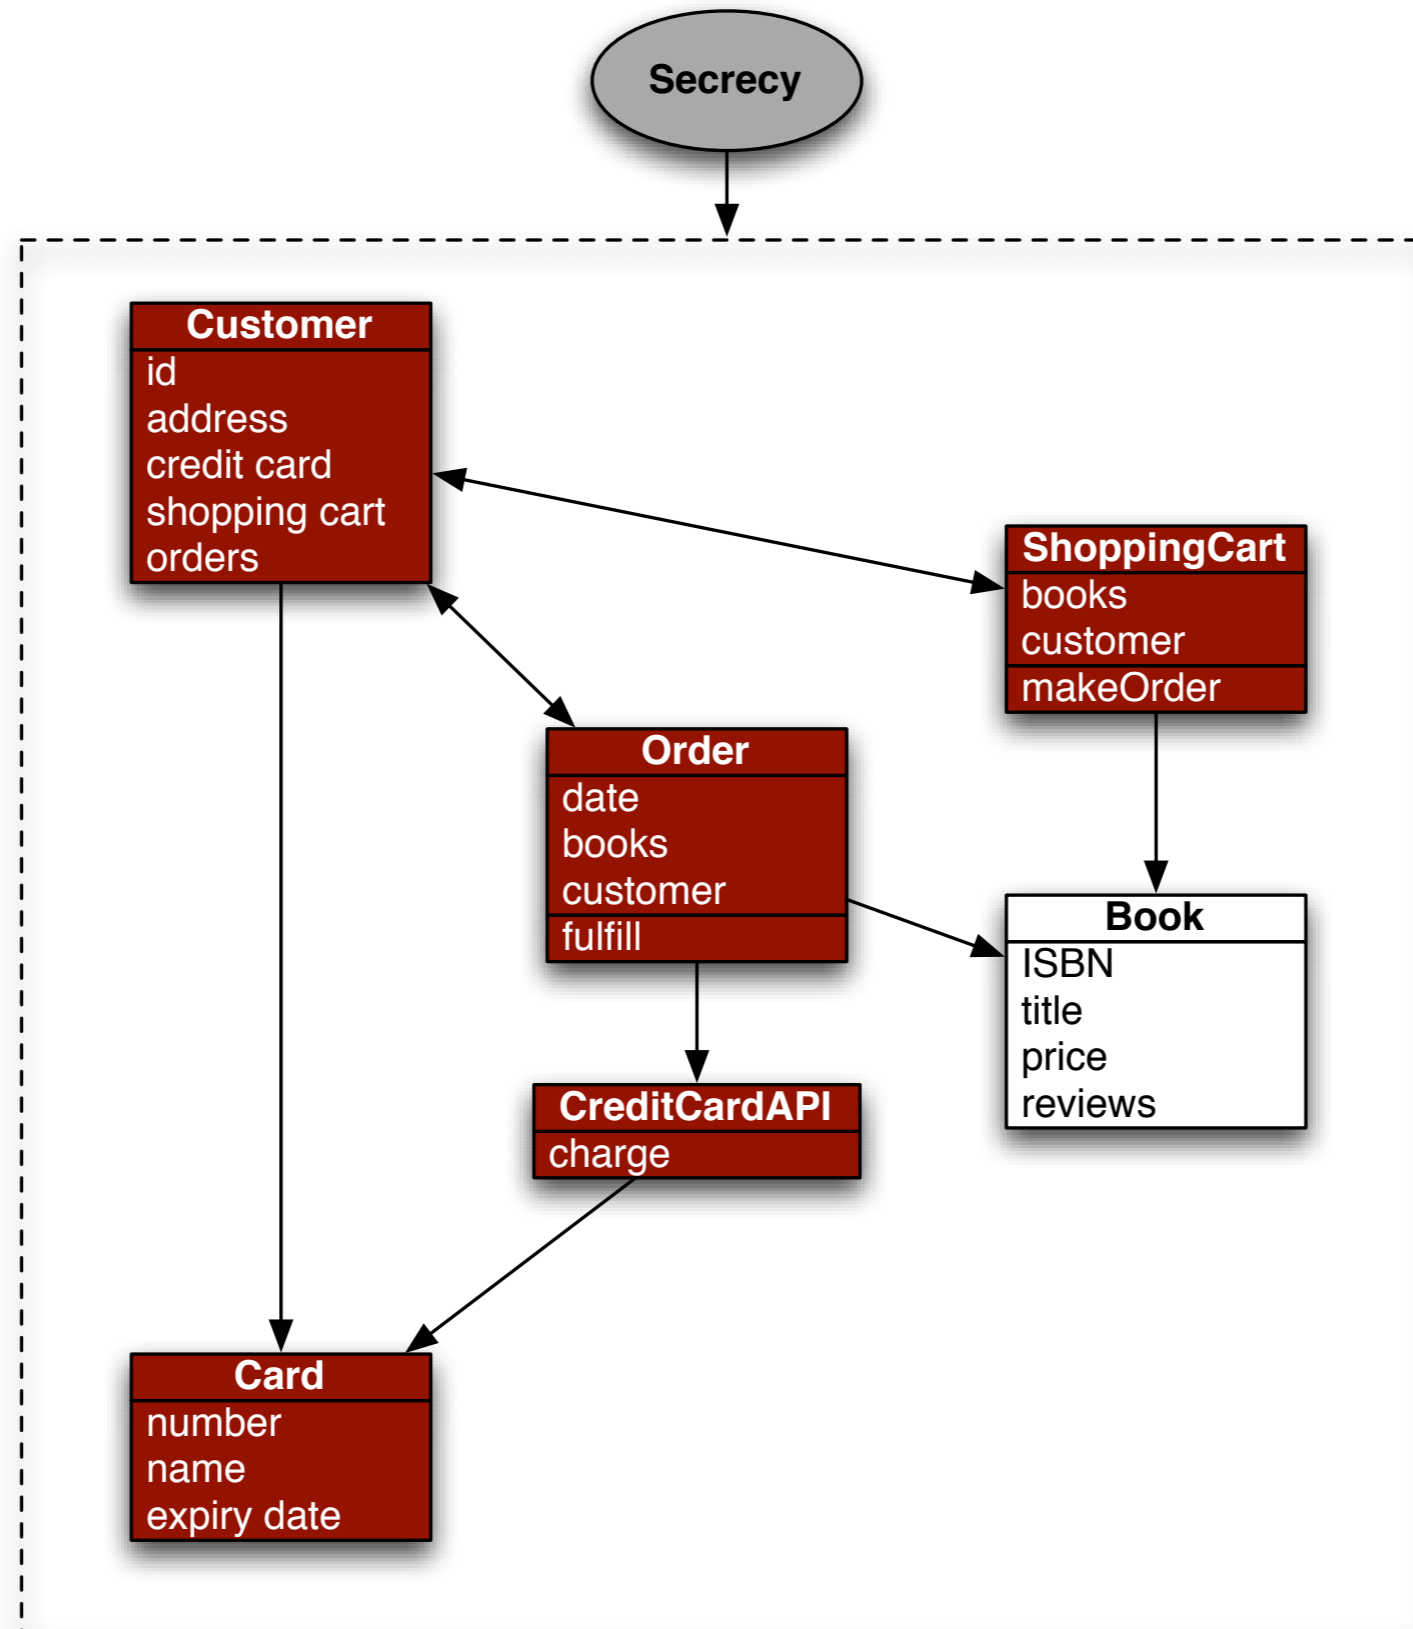 Secrecy
Customer
id
address
credit card
shopping cart
orders
ShoppingCart
books
customer
makeOrder
Order
date
books
customer
fulfill
Book
ISBN
title
price
reviews
CreditCardAPI
charge
Card
number
name
expiry date